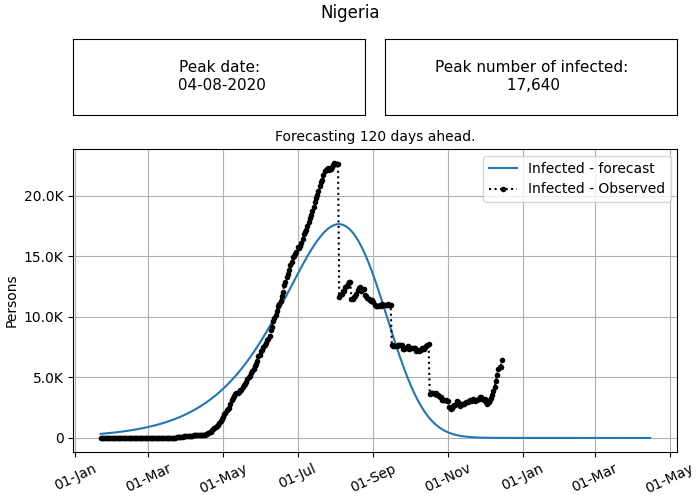 Nigeria
Peak date:
04-08-2020
Peak number of infected:
17,640
Forecasting 120 days ahead.
Infected - forecast
Infected - Observed
Persons
20.0K
15.0K
10.0K
5.0K
0
01-Jan
01-Mar
01-May
01-Jul
01-Sep
01-Nov
01-Jan
01-Mar
01-May